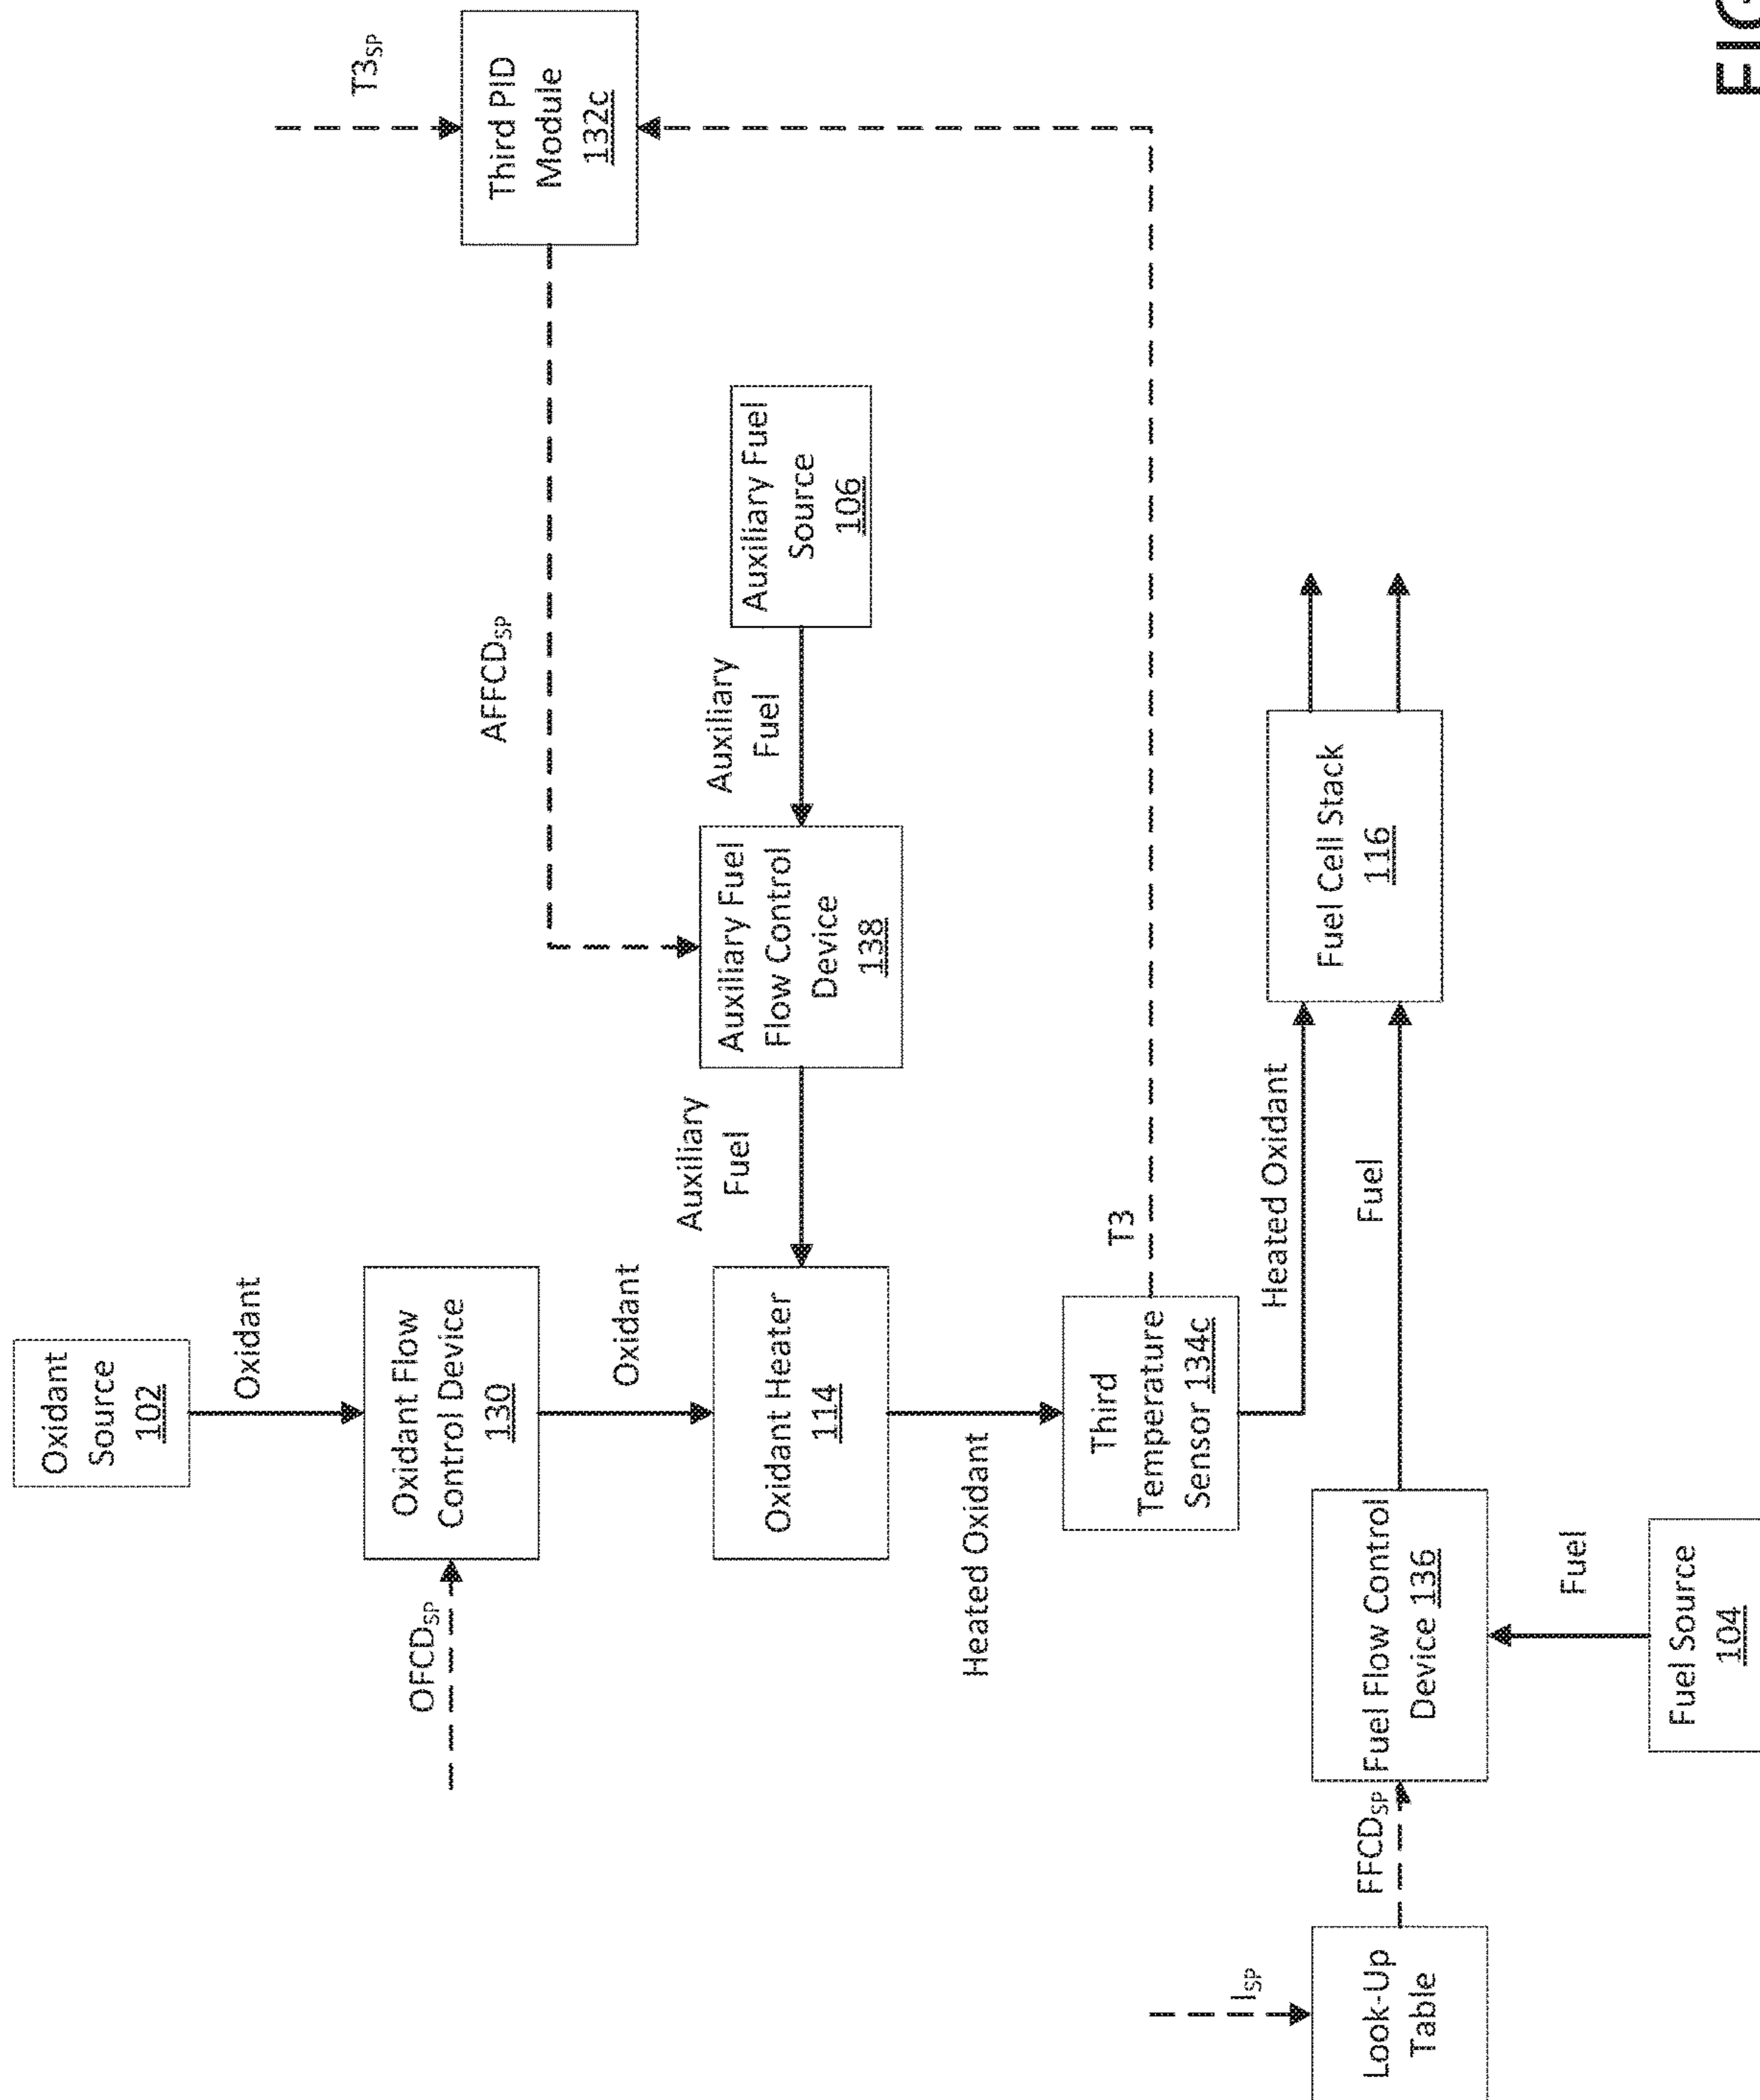 Oxidant
Source
102
Oxidant
T3SP
Third PID
Module
132c
OFCDSP
Oxidant Flow
Control Device
130
AFFCDSP
Oxidant
Auxiliary
Fuel
Auxiliary Fuel
Flow Control
Device
138
Auxiliary
Fuel
Auxiliary Fuel
Source
106
Oxidant Heater
114
Heated Oxidant
Third
Temperature
Sensor 134c
T3
ISP
Heated Oxidant
Look-Up
Table
FFCDSP
Fuel Flow Control
Device 136
Fuel
Fuel Cell Stack
116
Fuel
Fuel Source
104
FIG